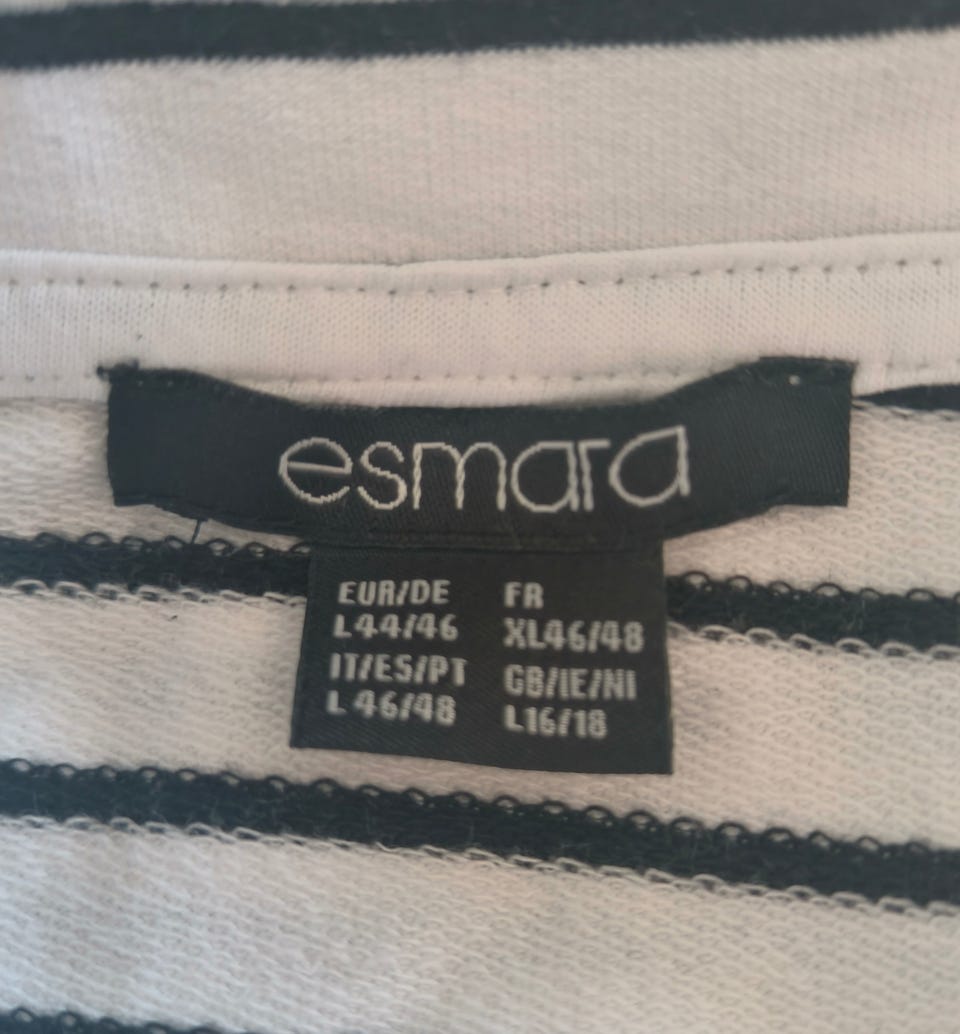 esmara
EUR/DE FR
L44/46 XL46/48
IT/ES/PT GB/IE/NI
L 46/48 L16/18